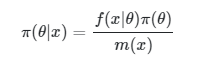 π(θ|x) = f(x|θ)π(θ) / m(x)